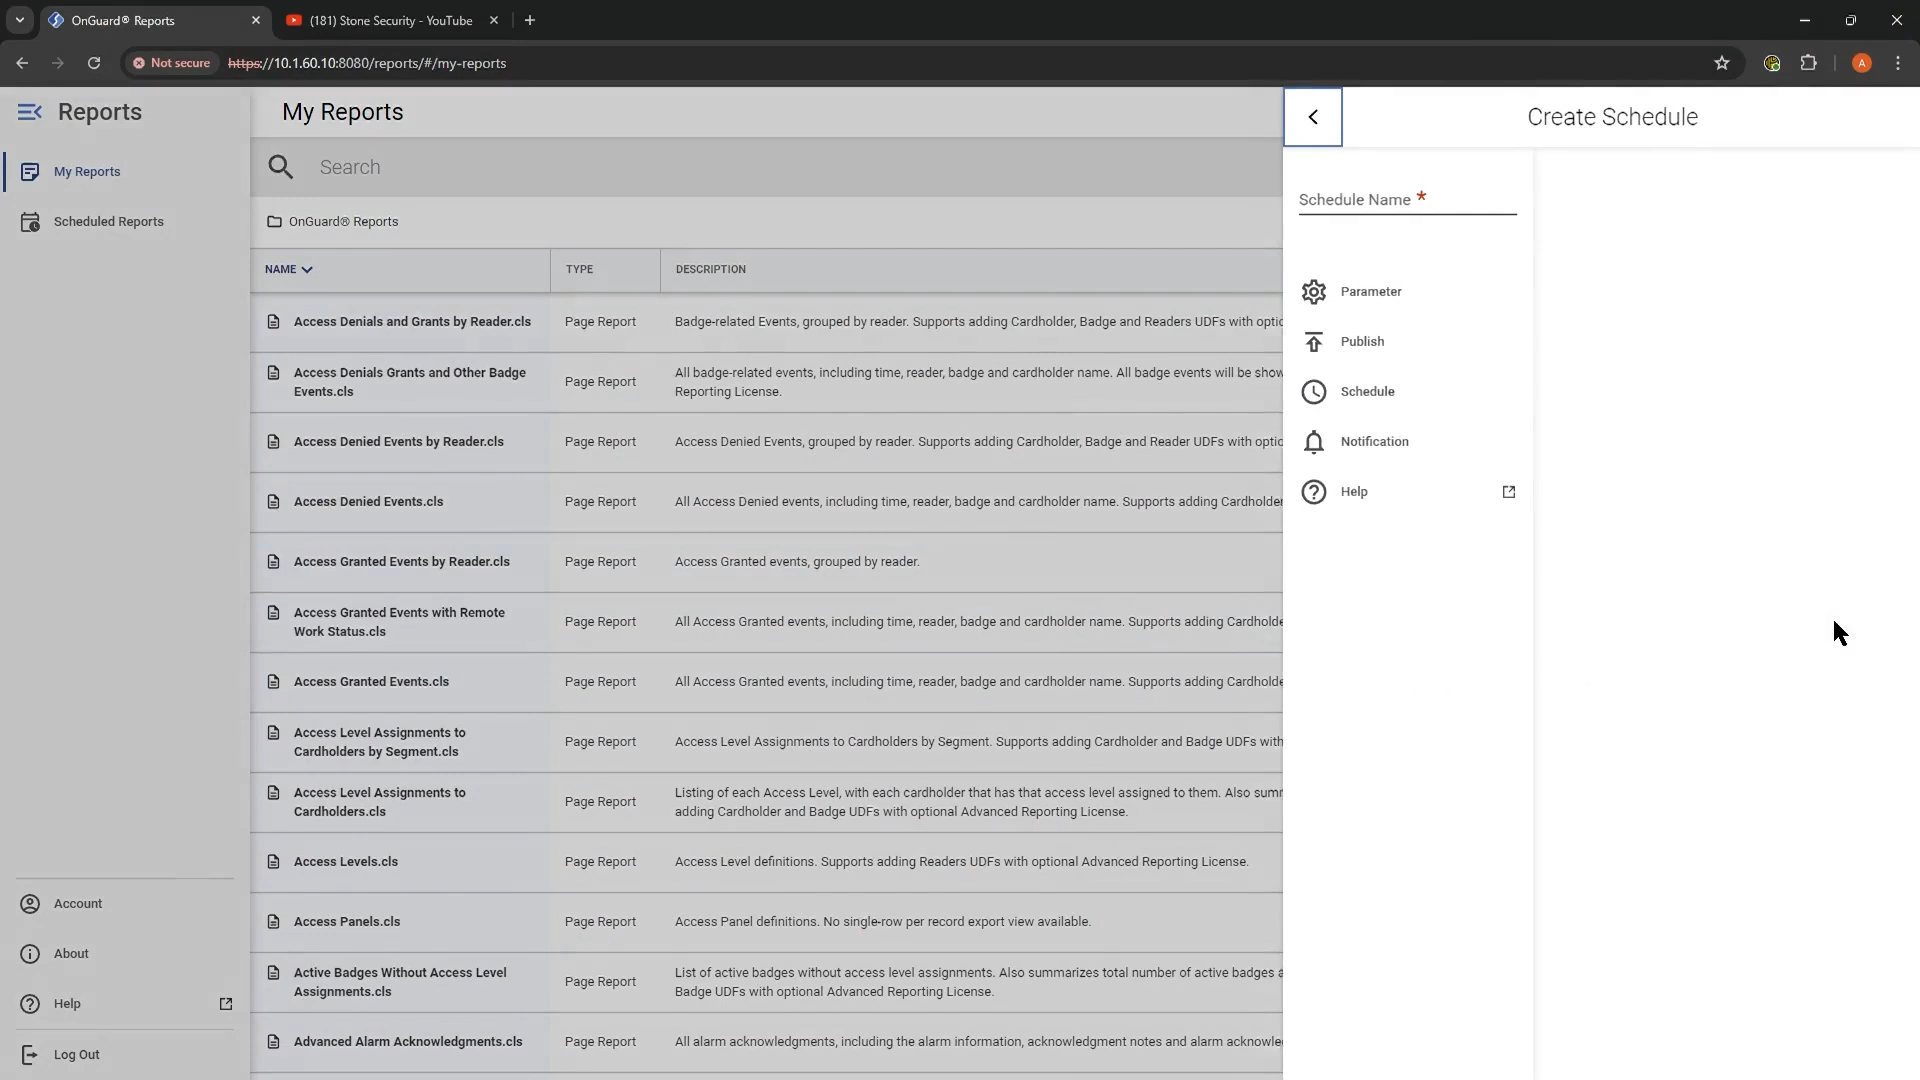 OnGuard® Reports
(181) Stone Security - YouTube
Not secure
https://10.1.60.10:8080/reports/#/my-reports
A
Reports
My Reports
Scheduled Reports
Account
About
Help
Log Out
My Reports
Search
OnGuard® Reports
NAME
TYPE
DESCRIPTION
Access Denials and Grants by Reader.cls
Page Report
Badge-related Events, grouped by reader. Supports adding Cardholder, Badge and Readers UDFs with optic
Access Denials Grants and Other Badge
Events.cls
Page Report
All badge-related events, including time, reader, badge and cardholder name. All badge events will be show
Reporting License.
Access Denied Events by Reader.cls
Page Report
Access Denied Events, grouped by reader. Supports adding Cardholder, Badge and Reader UDFs with optic
Access Denied Events.cls
Page Report
All Access Denied events, including time, reader, badge and cardholder name. Supports adding Cardholder
Access Granted Events by Reader.cls
Page Report
Access Granted events, grouped by reader.
Access Granted Events with Remote
Work Status.cls
Page Report
All Access Granted events, including time, reader, badge and cardholder name. Supports adding Cardholde
Access Granted Events.cls
Page Report
All Access Granted events, including time, reader, badge and cardholder name. Supports adding Cardholde
Access Level Assignments to
Cardholders by Segment.cls
Page Report
Access Level Assignments to Cardholders by Segment. Supports adding Cardholder and Badge UDFs with
Access Level Assignments to
Cardholders.cls
Page Report
Listing of each Access Level, with each cardholder that has that access level assigned to them. Also sumr
adding Cardholder and Badge UDFs with optional Advanced Reporting License.
Access Levels.cls
Page Report
Access Level definitions. Supports adding Readers UDFs with optional Advanced Reporting License.
Access Panels.cls
Page Report
Access Panel definitions. No single-row per record export view available.
Active Badges Without Access Level
Assignments.cls
Page Report
List of active badges without access level assignments. Also summarizes total number of active badges a
Badge UDFs with optional Advanced Reporting License.
Advanced Alarm Acknowledgments.cls
Page Report
All alarm acknowledgments, including the alarm information, acknowledgment notes and alarm acknowle
Create Schedule
Schedule Name *
Parameter
Publish
Schedule
Notification
Help